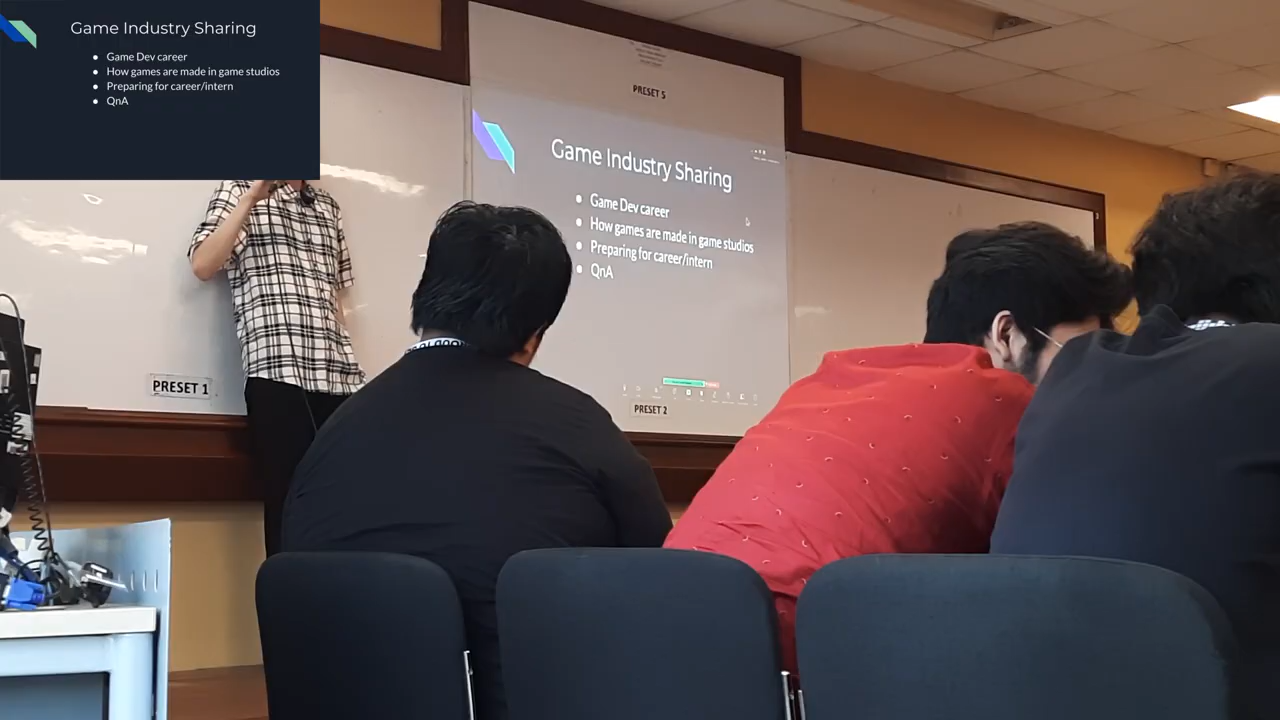 Game Industry Sharing
● Game Dev career
● How games are made in game studios
● Preparing for career/intern
● QnA
PRESET 5
Game Industry Sharing
● Game Dev career
● How games are made in game studios
● Preparing for career/intern
● QnA
PRESET 1
PRESET 2